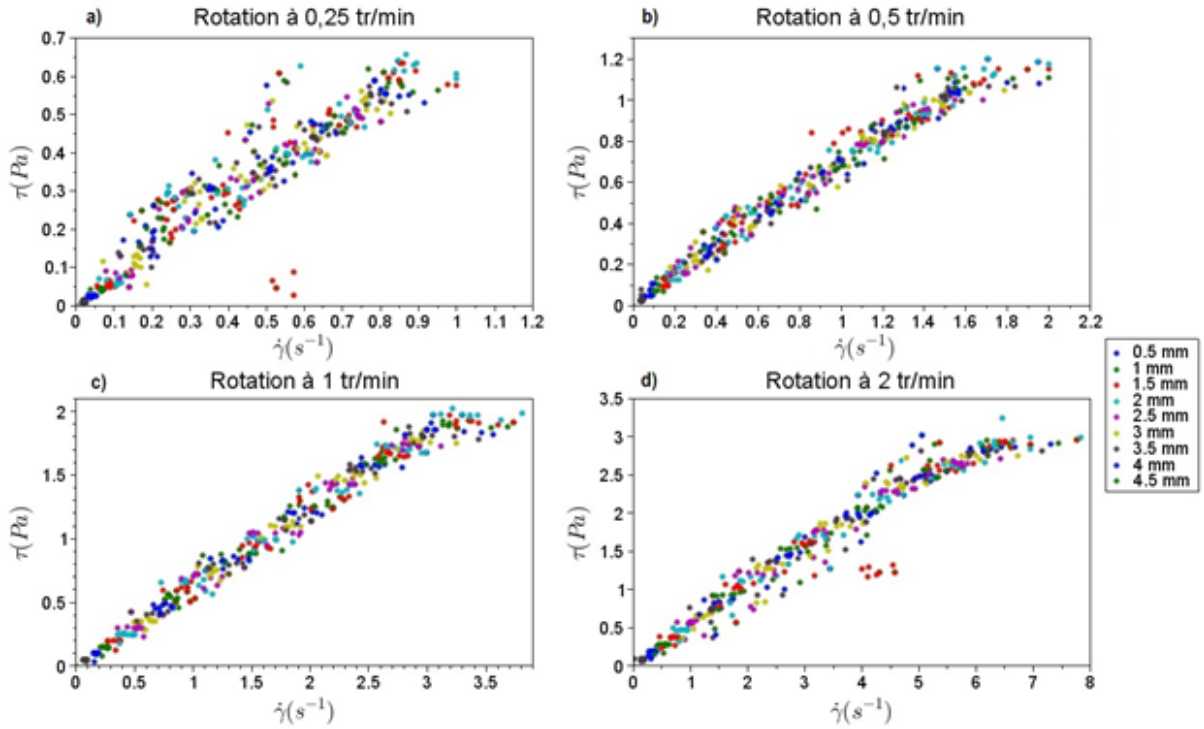 a) Rotation à 0,25 tr/min
0.7
0.6
0.5
0.4
0.3
0.2
0.1
0
τ(Pa)
0 0.1 0.2 0.3 0.4 0.5 0.6 0.7 0.8 0.9 1 1.1 1.2
γ̇(s⁻¹)
b) Rotation à 0,5 tr/min
1.2
1
0.8
0.6
0.4
0.2
0
τ(Pa)
0 0.2 0.4 0.6 0.8 1 1.2 1.4 1.6 1.8 2 2.2
γ̇(s⁻¹)
c) Rotation à 1 tr/min
2
1.5
1
0.5
0
τ(Pa)
0 0.5 1 1.5 2 2.5 3 3.5
γ̇(s⁻¹)
d) Rotation à 2 tr/min
3.5
3
2.5
2
1.5
1
0.5
0
τ(Pa)
0 1 2 3 4 5 6 7 8
γ̇(s⁻¹)
0.5 mm
1 mm
1.5 mm
2 mm
2.5 mm
3 mm
3.5 mm
4 mm
4.5 mm